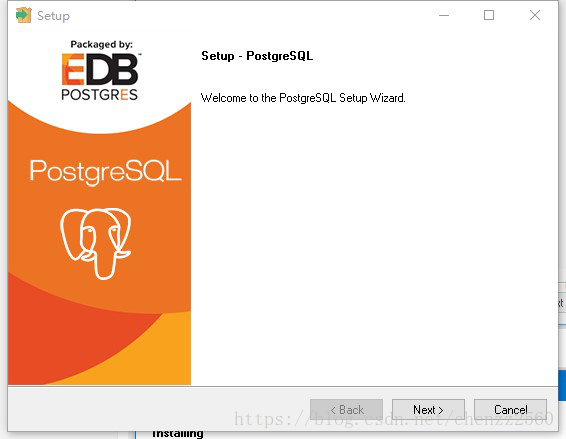 Setup
Packaged by:
EDB
POSTGRES
PostgreSQL
Setup - PostgreSQL
Welcome to the PostgreSQL Setup Wizard.
< Back
Next >
Cancel
https://blog.csdn.net/chenzz2560
Installing